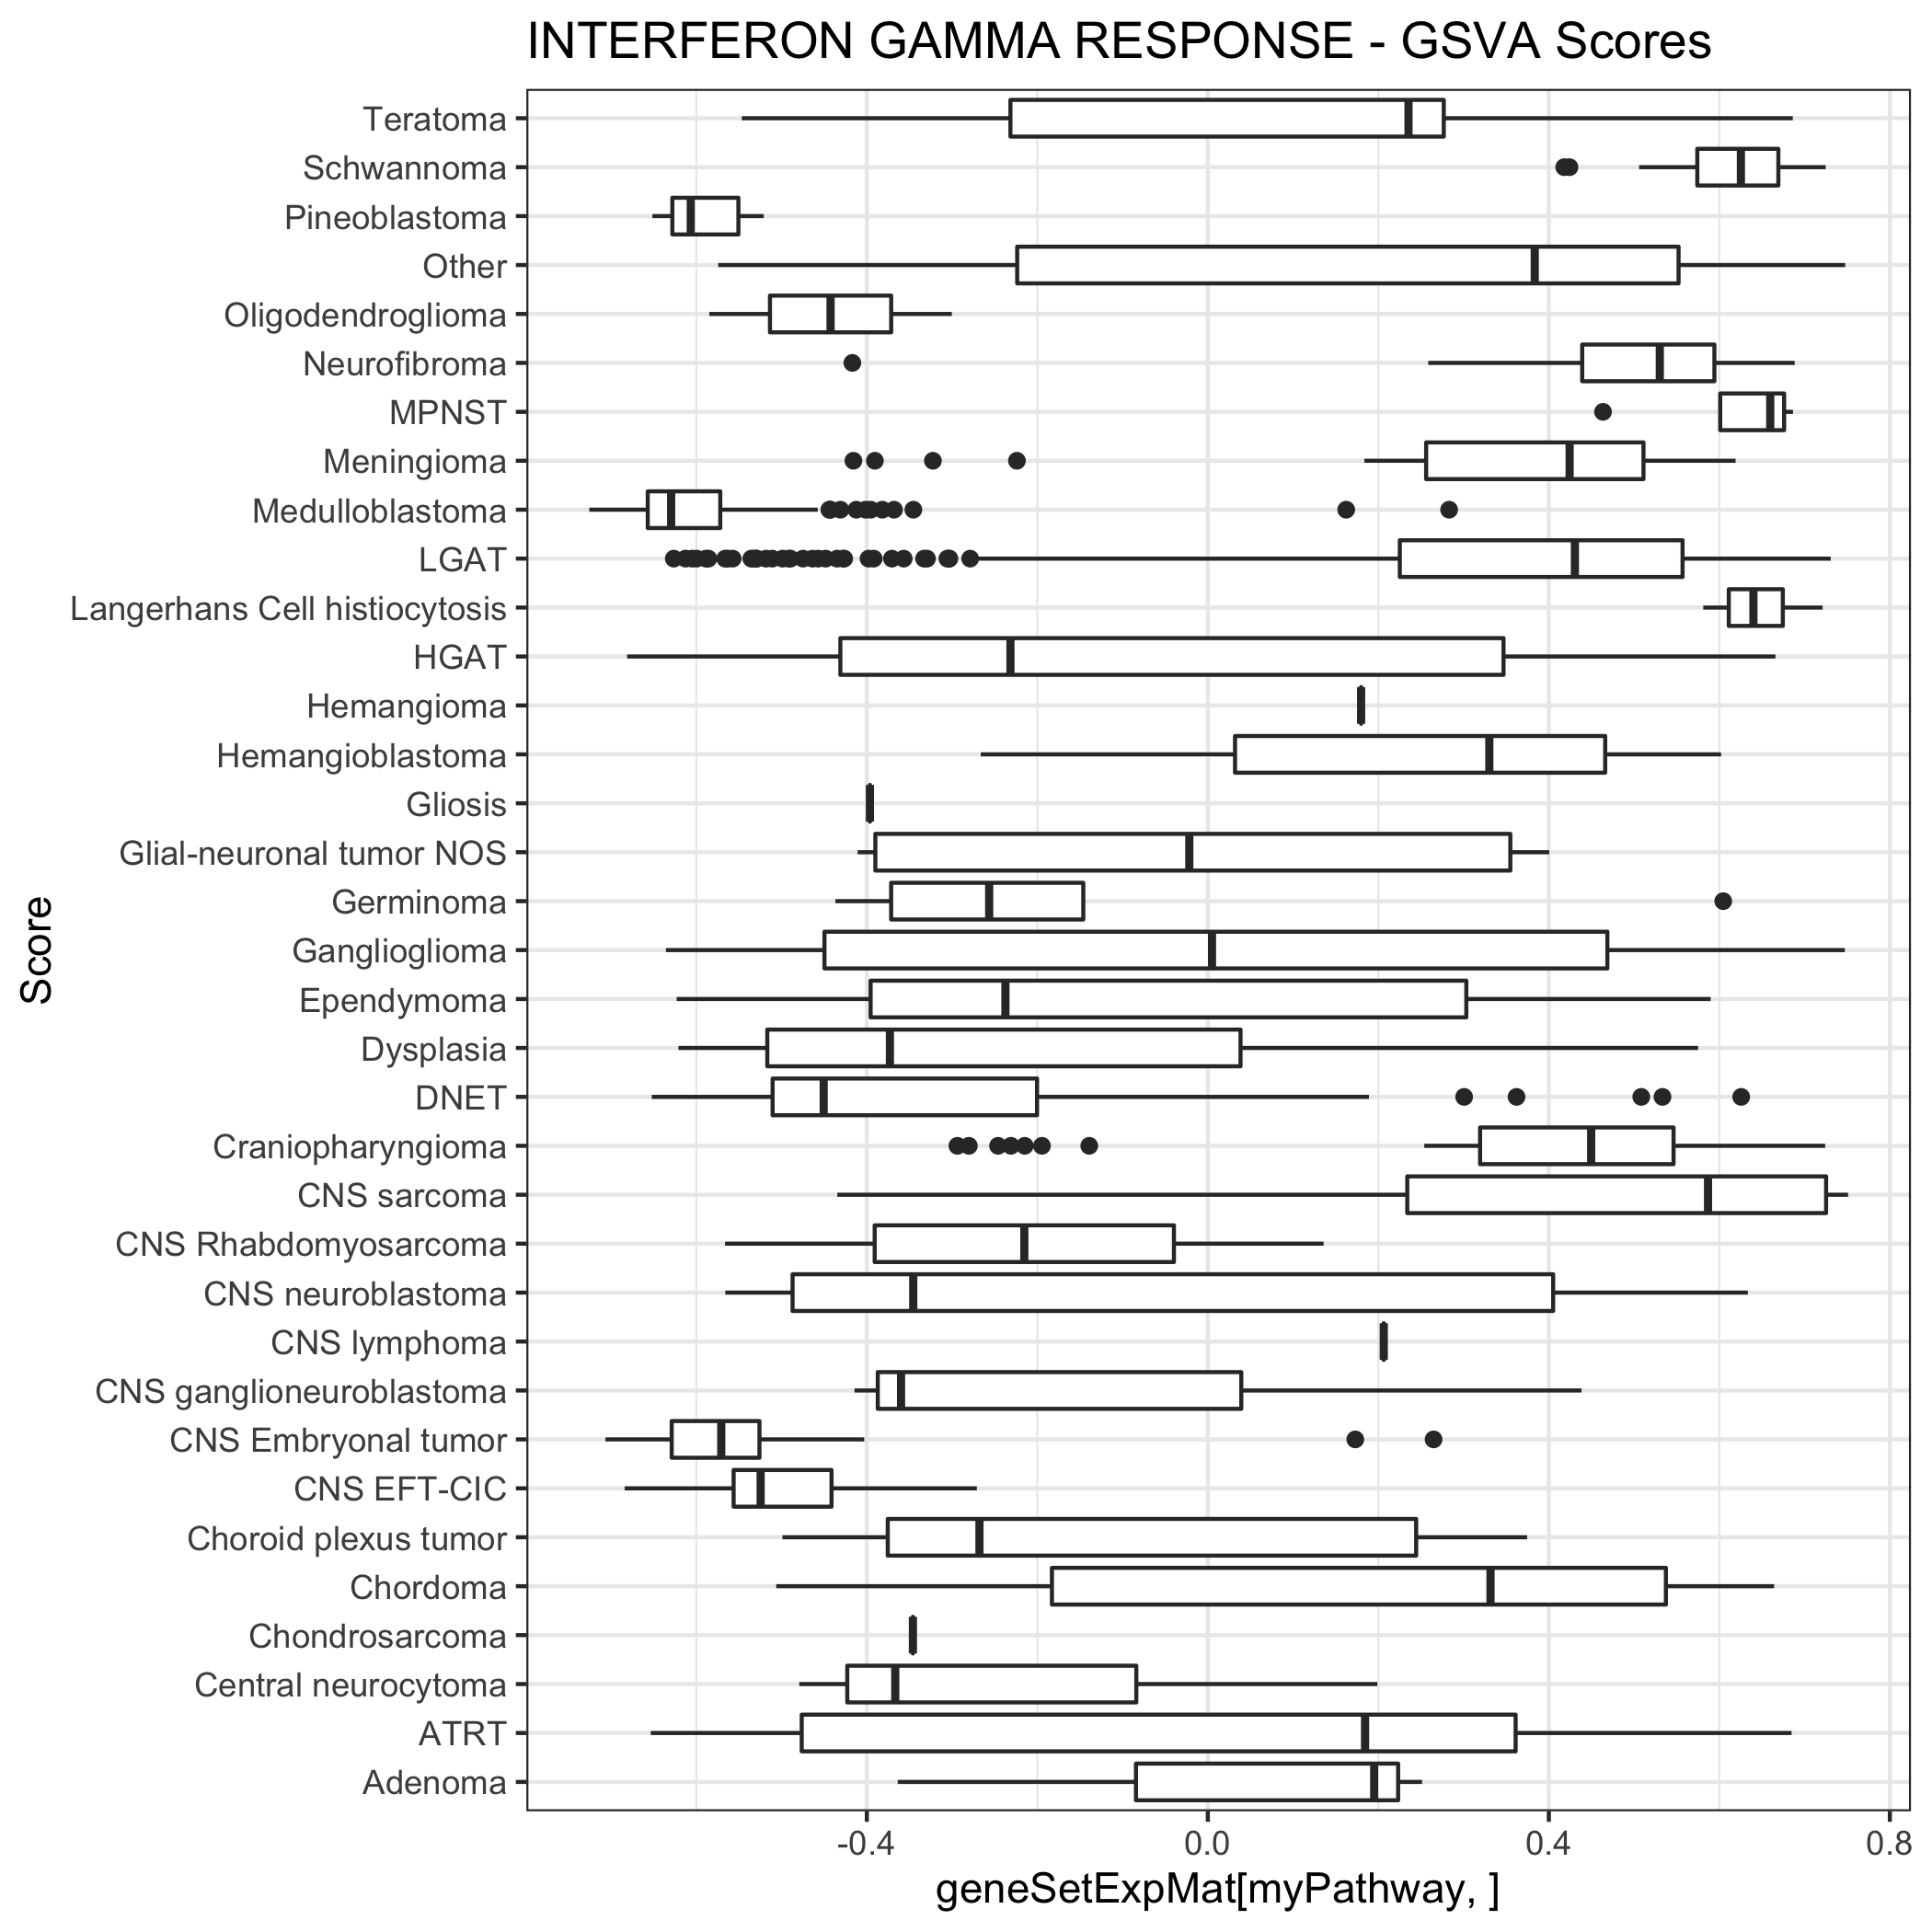 INTERFERON GAMMA RESPONSE - GSVA Scores
Teratoma
Schwannoma
Pineoblastoma
Other
Oligodendroglioma
Neurofibroma
MPNST
Meningioma
Medulloblastoma
LGAT
Langerhans Cell histiocytosis
HGAT
Hemangioma
Hemangioblastoma
Gliosis
Glial-neuronal tumor NOS
Germinoma
Ganglioglioma
Ependymoma
Dysplasia
DNET
Craniopharyngioma
CNS sarcoma
CNS Rhabdomyosarcoma
CNS neuroblastoma
CNS lymphoma
CNS ganglioneuroblastoma
CNS Embryonal tumor
CNS EFT-CIC
Choroid plexus tumor
Chordoma
Chondrosarcoma
Central neurocytoma
ATRT
Adenoma
Score
-0.4 0.0 0.4 0.8
geneSetExpMat[myPathway, ]